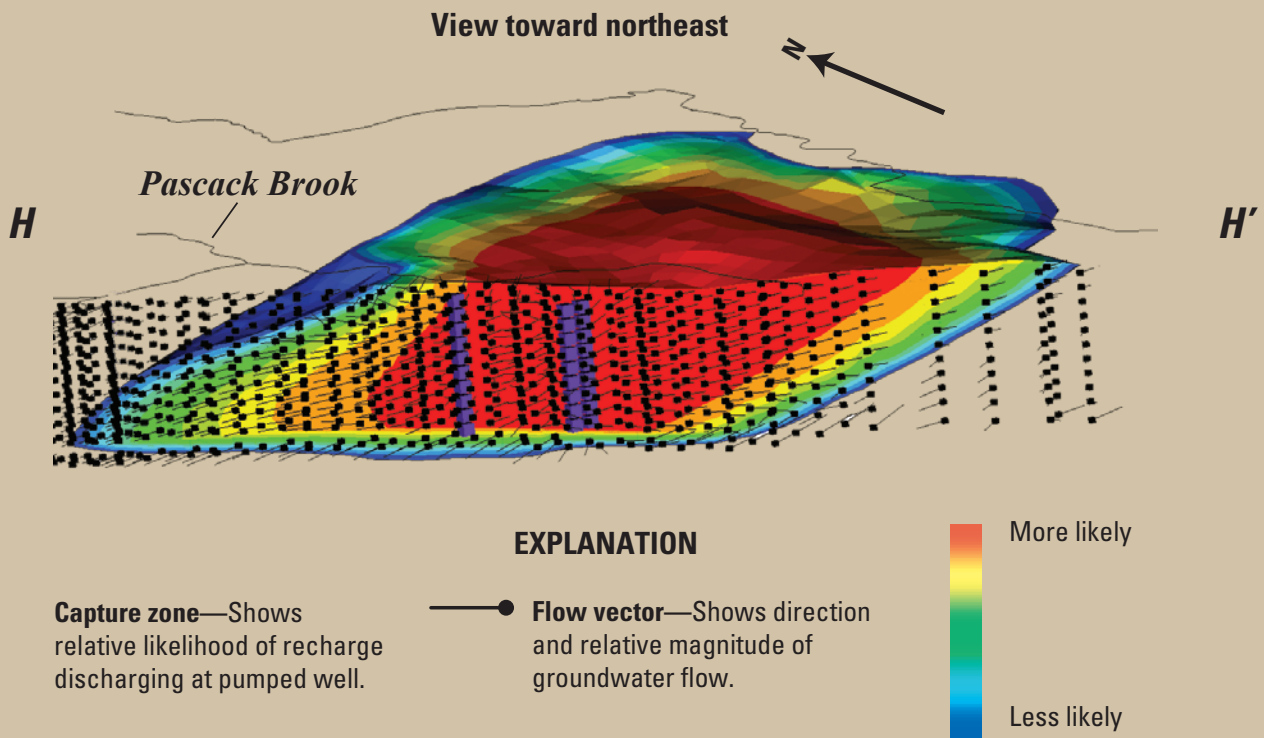 View toward northeast
N
Pascack Brook
H
H′
EXPLANATION
Capture zone—Shows
relative likelihood of recharge
discharging at pumped well.
Flow vector—Shows direction
and relative magnitude of
groundwater flow.
More likely
Less likely